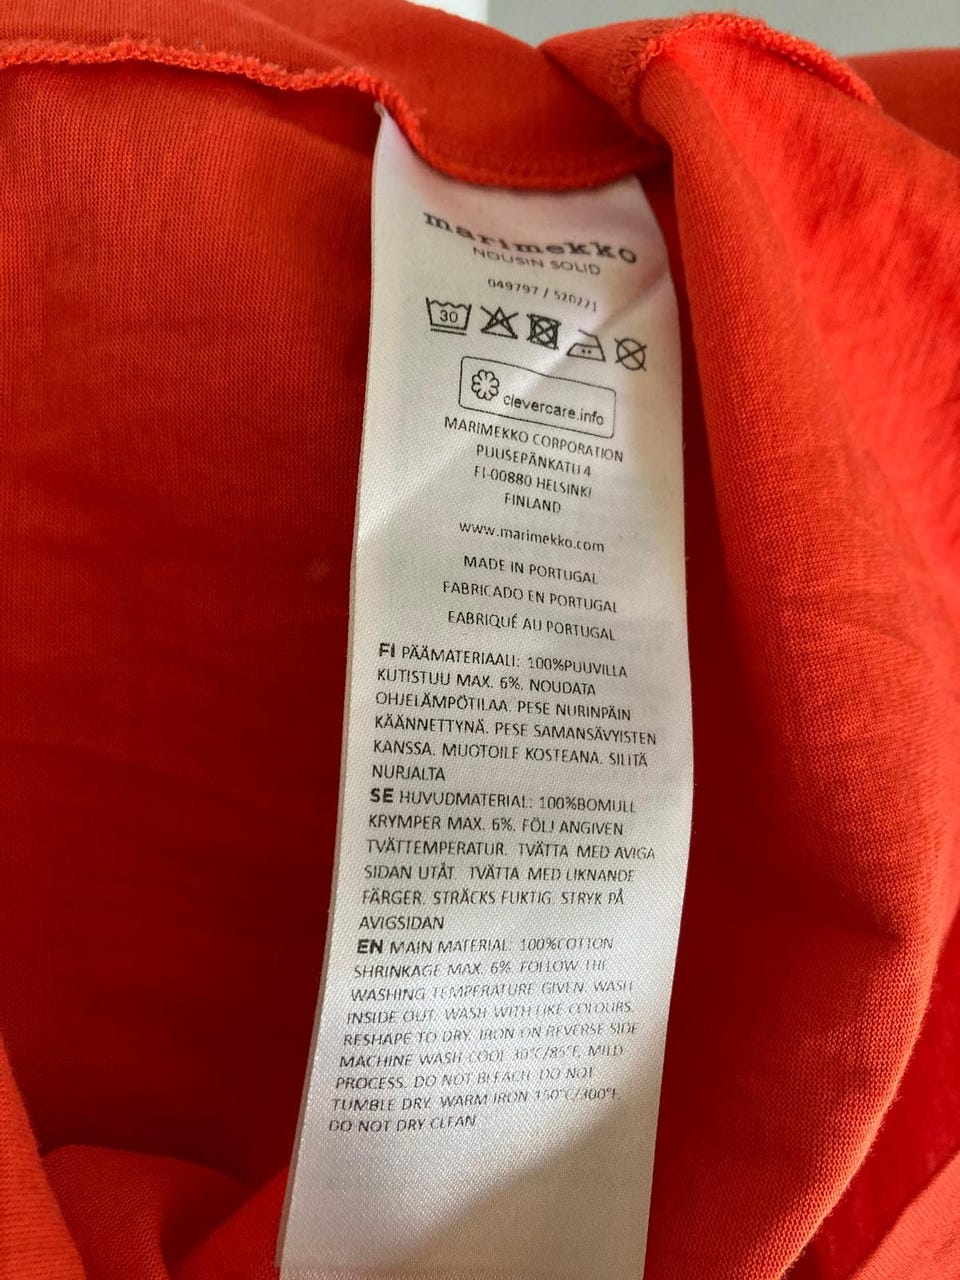 marimekko
NOUSIN SOLID
049797 / 520221
30
clevercare.info
MARIMEKKO CORPORATION
PUUSEPÄNKATU 4
FI-00880 HELSINKI
FINLAND
www.marimekko.com
MADE IN PORTUGAL
FABRICADO EN PORTUGAL
FABRIQUÉ AU PORTUGAL
FI PÄÄMATERIAALI: 100%PUUVILLA
KUTISTUU MAX. 6%. NOUDATA
OHJELÄMPÖTILAA. PESE NURINPÄIN
KÄÄNNETTYNÄ. PESE SAMANSÄVYISTEN
KANSSA. MUOTOILE KOSTEANA. SILITÄ
NURJALTA
SE HUVUDMATERIAL: 100%BOMULL
KRYMPER MAX. 6%. FÖLJ ANGIVEN
TVÄTTEMPERATUR. TVÄTTA MED AVIGA
SIDAN UTÅT. TVÄTTA MED LIKNANDE
FÄRGER. STRÄCKS FUKTIG. STRYK PÅ
AVIGSIDAN
EN MAIN MATERIAL: 100%COTTON
SHRINKAGE MAX. 6%. FOLLOW THE
WASHING TEMPERATURE GIVEN. WASH
INSIDE OUT. WASH WITH LIKE COLOURS.
RESHAPE TO DRY. IRON ON REVERSE SIDE
MACHINE WASH COOL 30°C/85°F, MILD
PROCESS. DO NOT BLEACH. DO NOT
TUMBLE DRY. WARM IRON 150°C/300°F.
DO NOT DRY CLEAN